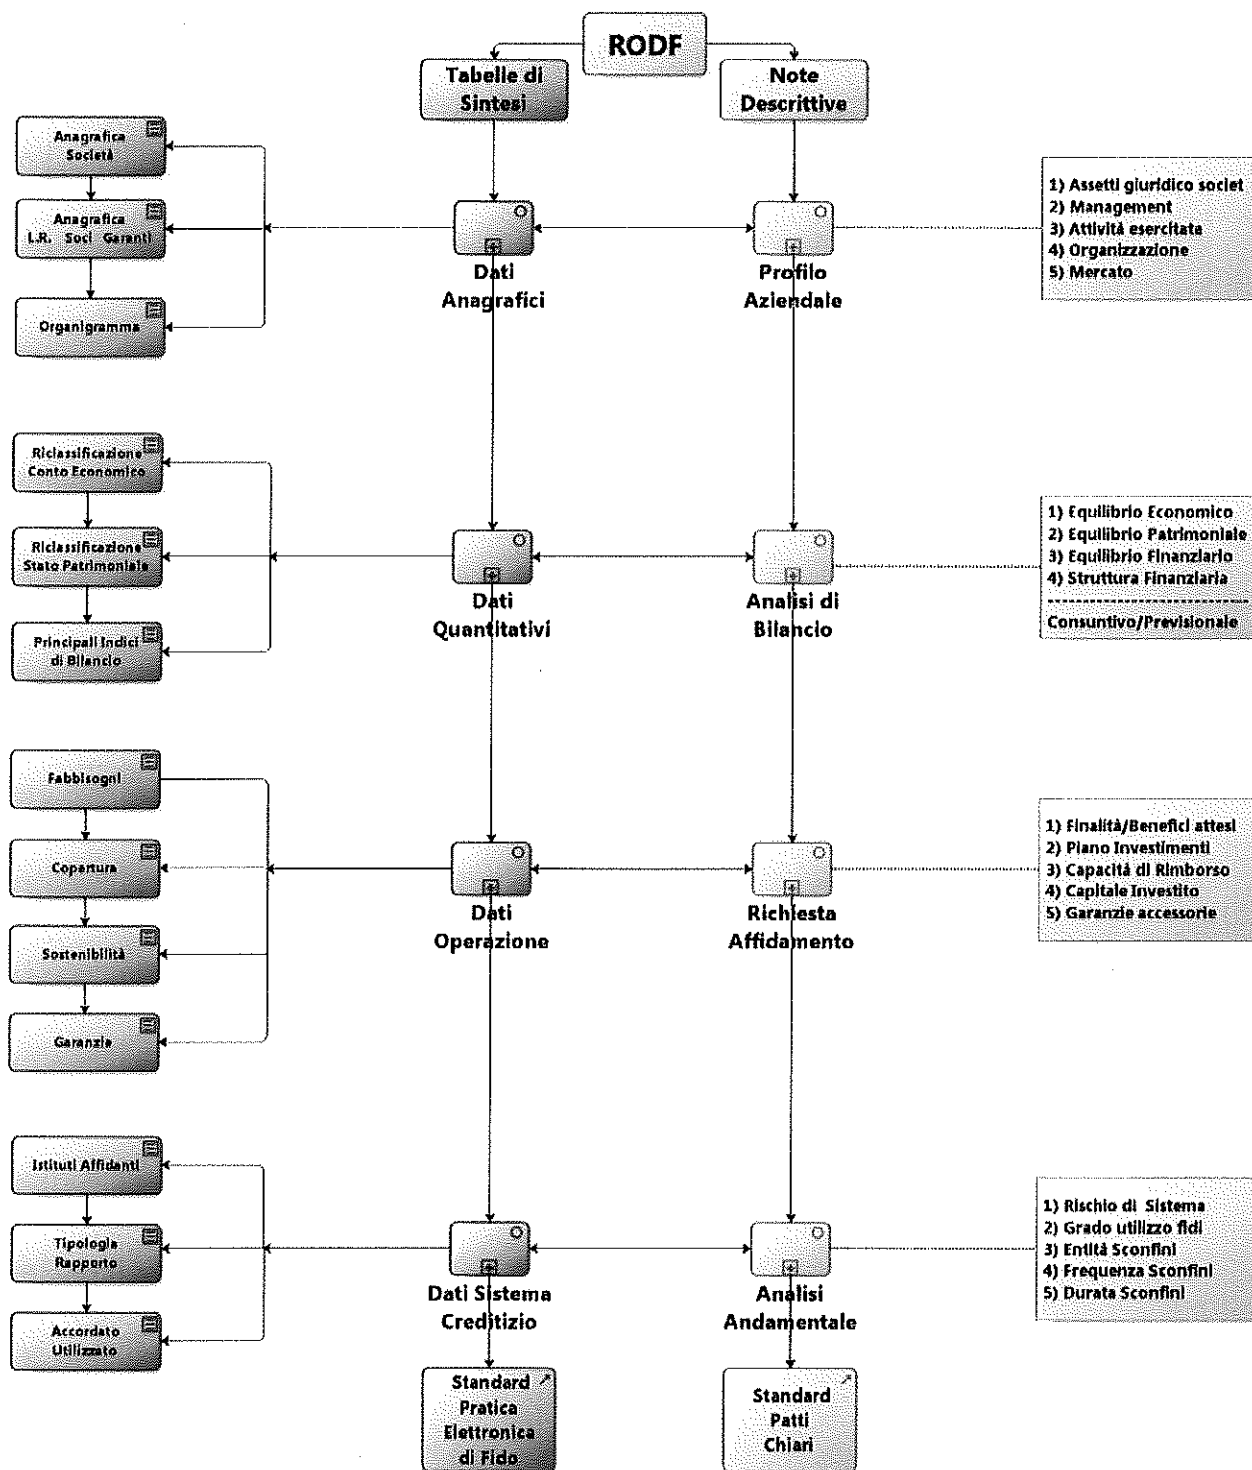 RODF
Tabelle di
Sintesi
Note
Descrittive
Anagrafica
Società
Anagrafica
L.R. Soci Garanti
Organigramma
Dati
Anagrafici
Profilo
Aziendale
1) Assetti giuridico societ
2) Management
3) Attività esercitata
4) Organizzazione
5) Mercato
Riclassificazione
Conto Economico
Riclassificazione
Stato Patrimoniale
Principali Indici
di Bilancio
Dati
Quantitativi
Analisi di
Bilancio
1) Equilibrio Economico
2) Equilibrio Patrimoniale
3) Equilibrio Finanziario
4) Struttura Finanziaria
Consuntivo/Previsionale
Fabbisogni
Copertura
Sostenibilità
Garanzia
Dati
Operazione
Richiesta
Affidamento
1) Finalità/Benefici attesi
2) Piano Investimenti
3) Capacità di Rimborso
4) Capitale Investito
5) Garanzie accessorie
Istituti Affidanti
Tipologia
Rapporto
Accordato
Utilizzato
Dati Sistema
Creditizio
Analisi
Andamentale
1) Rischio di Sistema
2) Grado utilizzo fidi
3) Entità Sconfini
4) Frequenza Sconfini
5) Durata Sconfini
Standard
Pratica
Elettronica
di Fido
Standard
Patti
Chiari